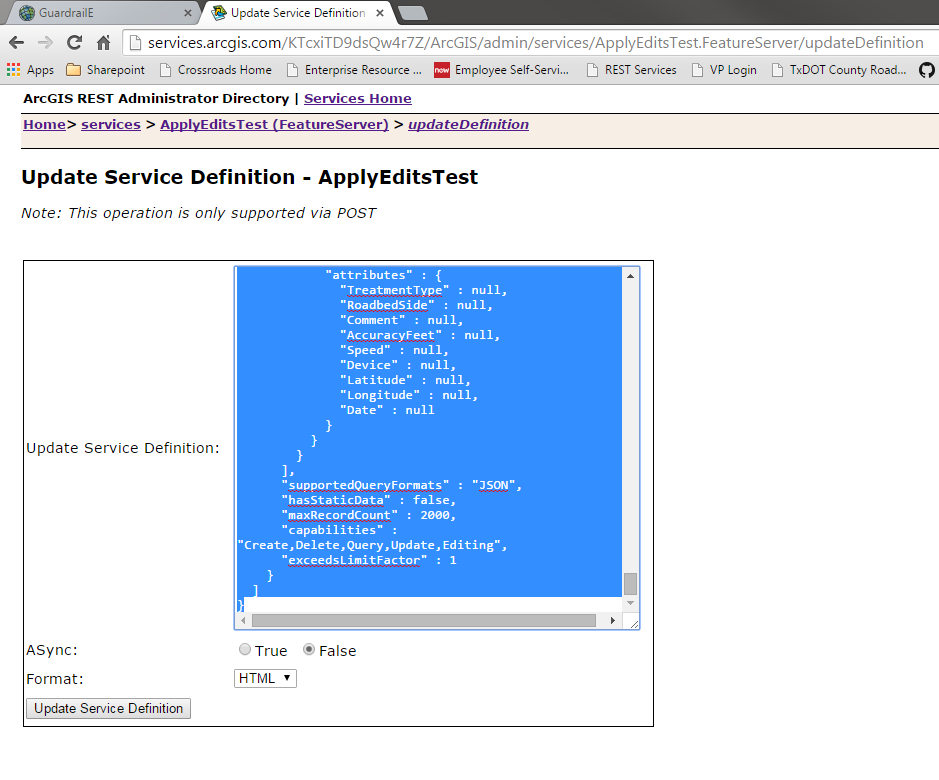 GuardrailE
Update Service Definition
services.arcgis.com/KTcxiTD9dsQw4r7Z/ArcGIS/admin/services/ApplyEditsTest.FeatureServer/updateDefinition
Apps Sharepoint Crossroads Home Enterprise Resource ... now Employee Self-Servi... REST Services VP Login TxDOT County Road...
ArcGIS REST Administrator Directory | Services Home
Home> services > ApplyEditsTest (FeatureServer) > updateDefinition
Update Service Definition - ApplyEditsTest
Note: This operation is only supported via POST
Update Service Definition:
"attributes" : {
"TreatmentType" : null,
"RoadbedSide" : null,
"Comment" : null,
"AccuracyFeet" : null,
"Speed" : null,
"Device" : null,
"Latitude" : null,
"Longitude" : null,
"Date" : null
}
}
}
],
"supportedQueryFormats" : "JSON",
"hasStaticData" : false,
"maxRecordCount" : 2000,
"capabilities" :
"Create,Delete,Query,Update,Editing",
"exceedsLimitFactor" : 1
}
]
}
ASync: True False
Format: HTML
Update Service Definition